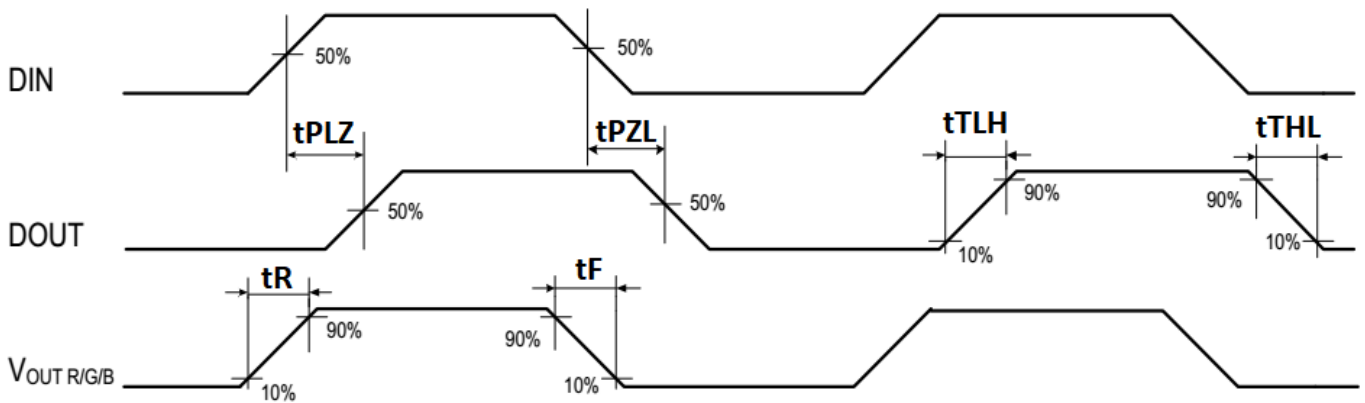 50% 50%
DIN
tPLZ tPZL tTLH tTHL
90% 90%
50% 50%
DOUT
10% 10%
tR tF
90% 90%
VOUT R/G/B
10% 10%